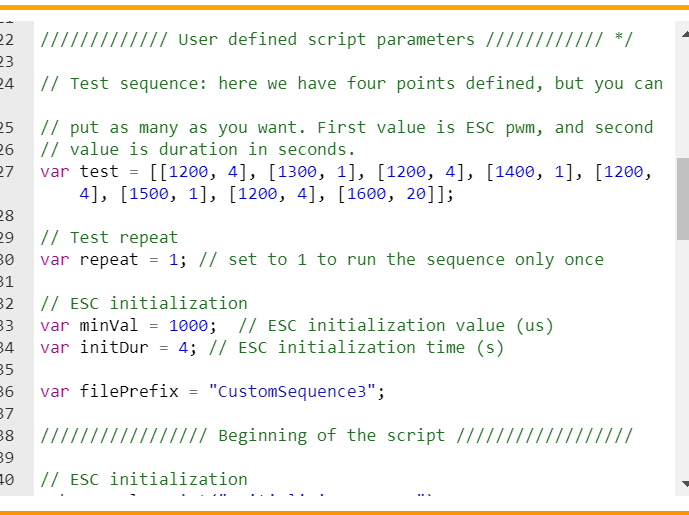 22 ///////////// User defined script parameters //////////// */
23
24 // Test sequence: here we have four points defined, but you can
25 // put as many as you want. First value is ESC pwm, and second
26 // value is duration in seconds.
27 var test = [[1200, 4], [1300, 1], [1200, 4], [1400, 1], [1200,
4], [1500, 1], [1200, 4], [1600, 20]];
28
29 // Test repeat
30 var repeat = 1; // set to 1 to run the sequence only once
31
32 // ESC initialization
33 var minVal = 1000;  // ESC initialization value (us)
34 var initDur = 4; // ESC initialization time (s)
35
36 var filePrefix = "CustomSequence3";
37
38 ///////////////// Beginning of the script //////////////////
39
40 // ESC initialization